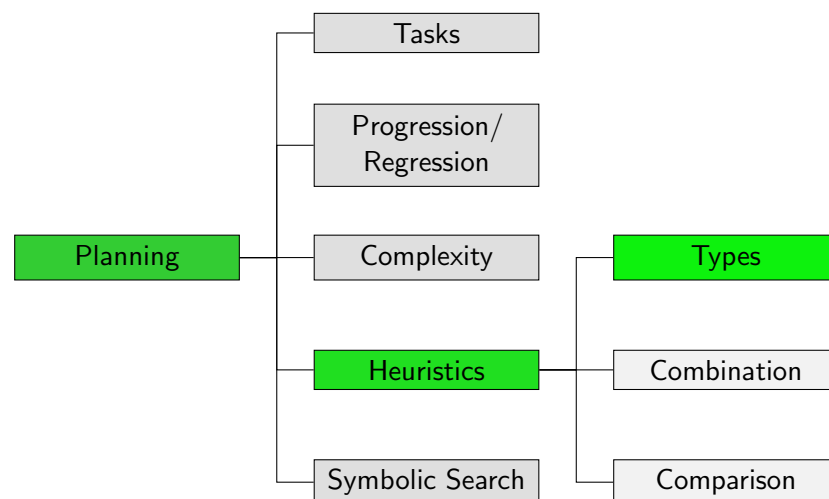 Tasks
Progression/
Regression
Planning
Complexity
Types
Heuristics
Combination
Symbolic Search
Comparison